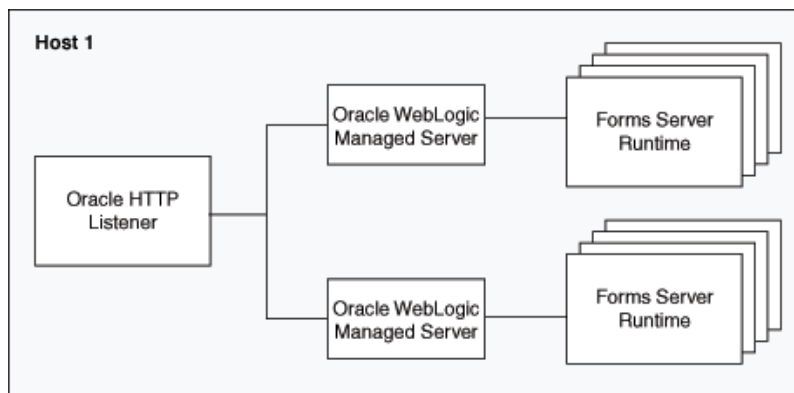 Host 1
Oracle HTTP
Listener
Oracle WebLogic
Managed Server
Forms Server
Runtime
Oracle WebLogic
Managed Server
Forms Server
Runtime